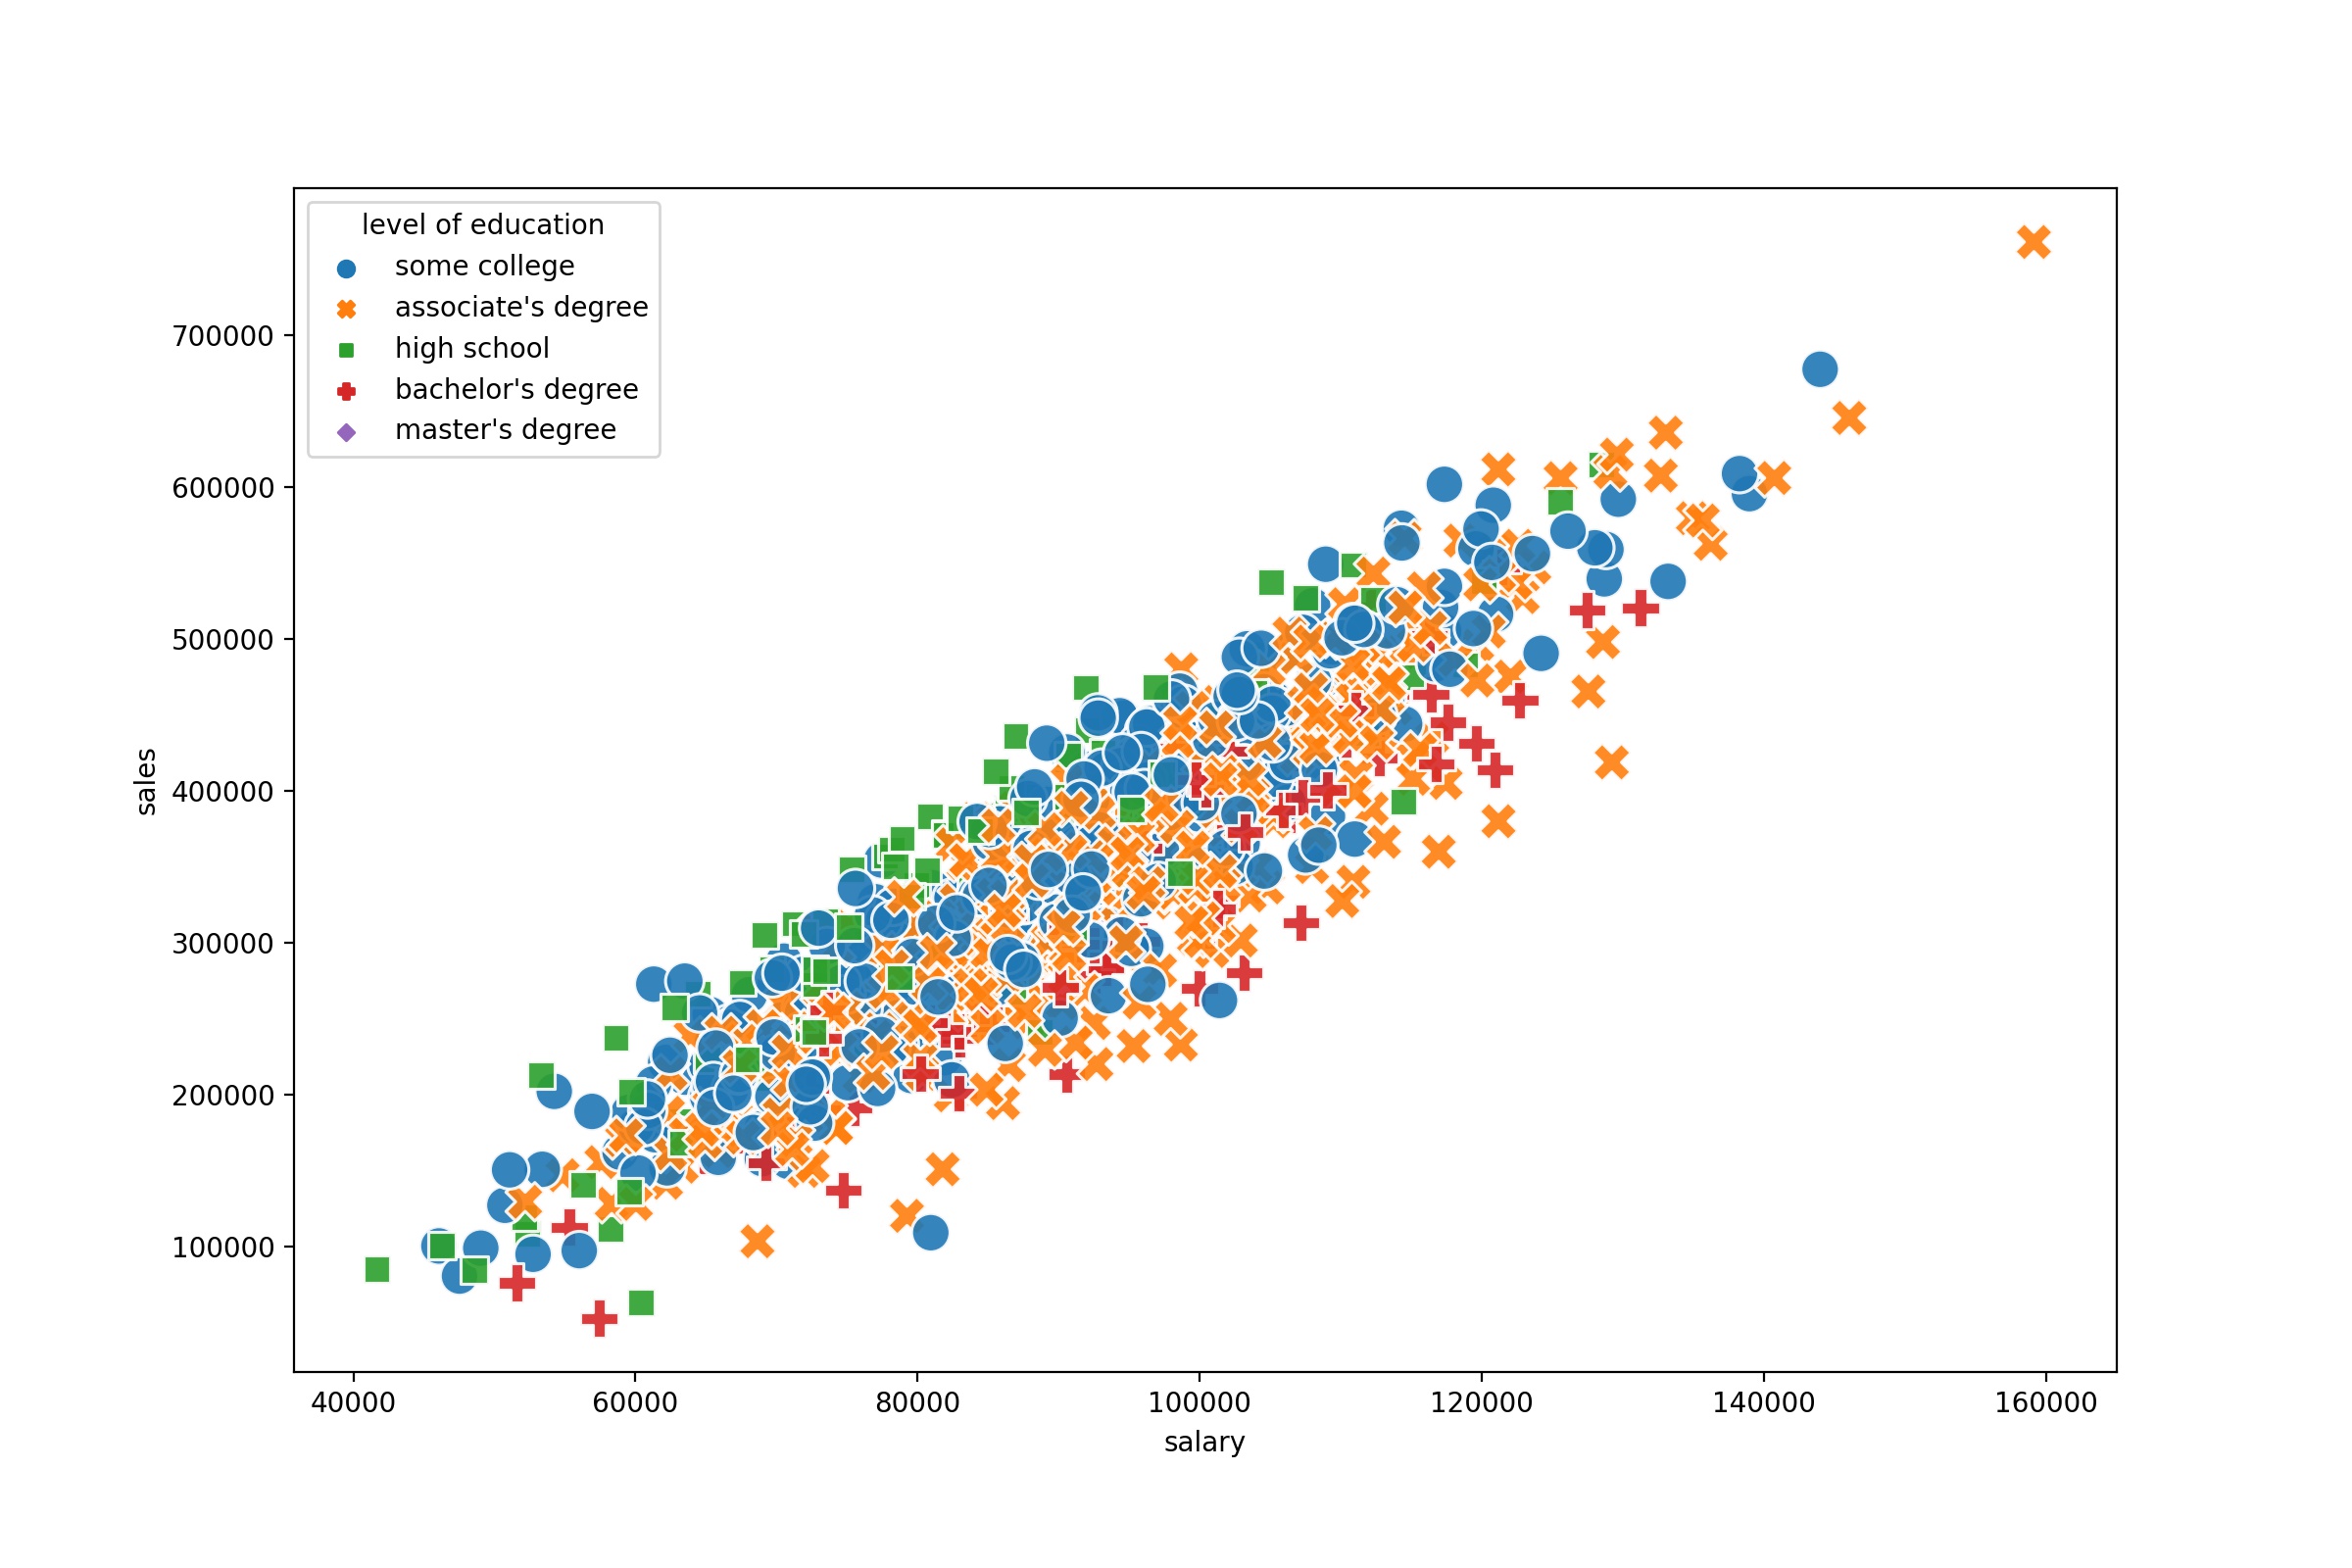 level of education
some college
associate's degree
high school
bachelor's degree
master's degree
700000
600000
500000
400000
300000
200000
100000
sales
40000 60000 80000 100000 120000 140000 160000
salary